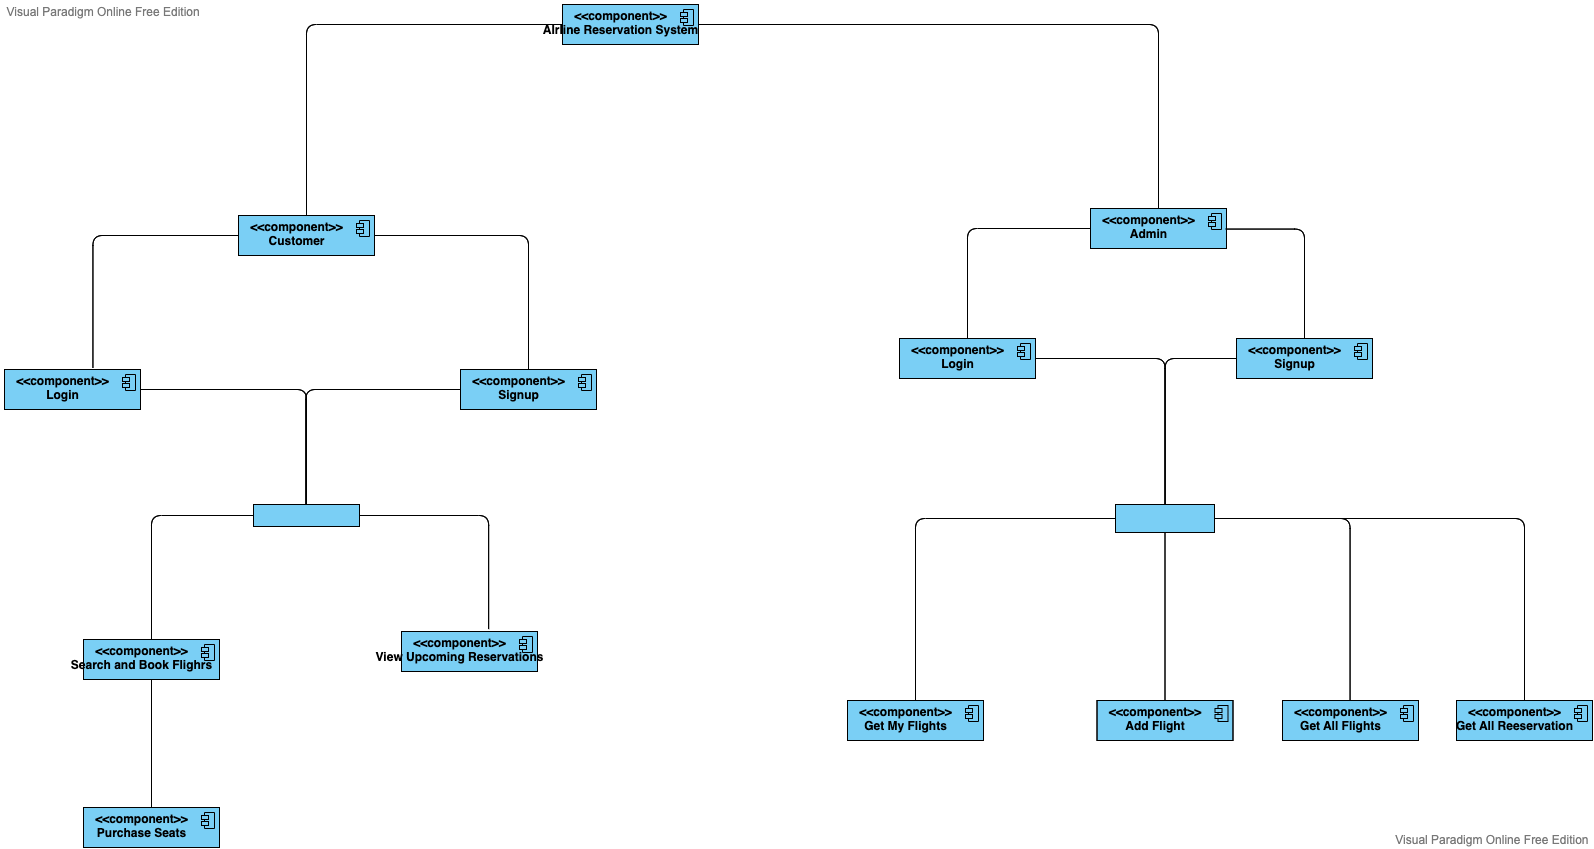 Visual Paradigm Online Free Edition
<<component>>
Airline Reservation System
<<component>>
Customer
<<component>>
Admin
<<component>>
Login
<<component>>
Signup
<<component>>
Login
<<component>>
Signup
<<component>>
Search and Book Flighrs
<<component>>
View Upcoming Reservations
<<component>>
Get My Flights
<<component>>
Add Flight
<<component>>
Get All Flights
<<component>>
Get All Reeservation
<<component>>
Purchase Seats
Visual Paradigm Online Free Edition